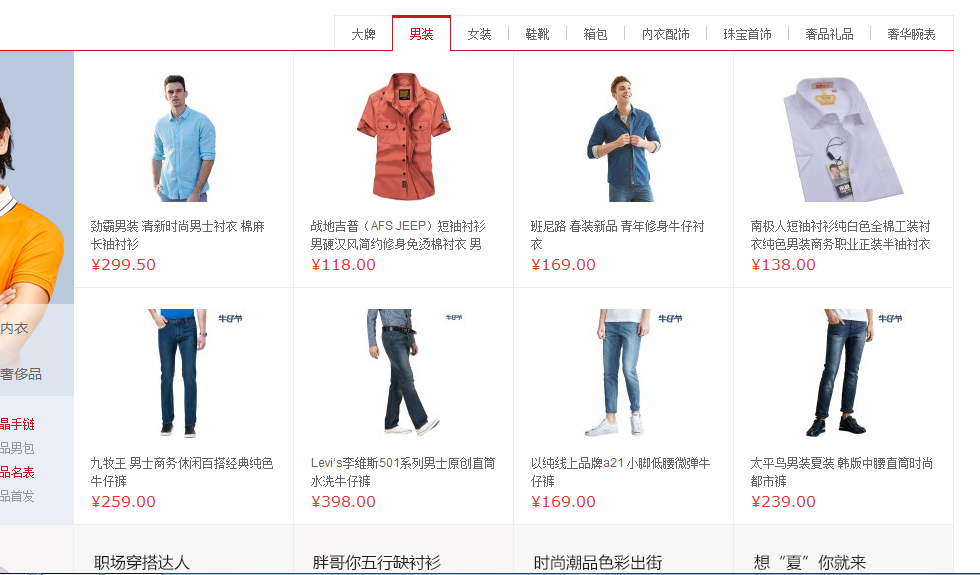 大牌 男装 女装 鞋靴 箱包 内衣配饰 珠宝首饰 奢品礼品 奢华腕表
劲霸男装 清新时尚男士衬衣 棉麻
长袖衬衫
¥299.50
战地吉普（AFS JEEP）短袖衬衫
男硬汉风简约修身免烫棉衬衣 男
¥118.00
班尼路 春装新品 青年修身牛仔衬
衣
¥169.00
南极人短袖衬衫纯白色全棉工装衬
衣纯色男装商务职业正装半袖衬衣
¥138.00
内衣
奢侈品
晶手链
品男包
品名表
品首发
牛仔节
九牧王 男士商务休闲百搭经典纯色
牛仔裤
¥259.00
牛仔节
Levi's李维斯501系列男士原创直筒
水洗牛仔裤
¥398.00
牛仔节
以纯线上品牌a21 小脚低腰微弹牛
仔裤
¥169.00
牛仔节
太平鸟男装夏装 韩版中腰直筒时尚
都市裤
¥239.00
职场穿搭达人
胖哥你五行缺衬衫
时尚潮品色彩出街
想“夏”你就来